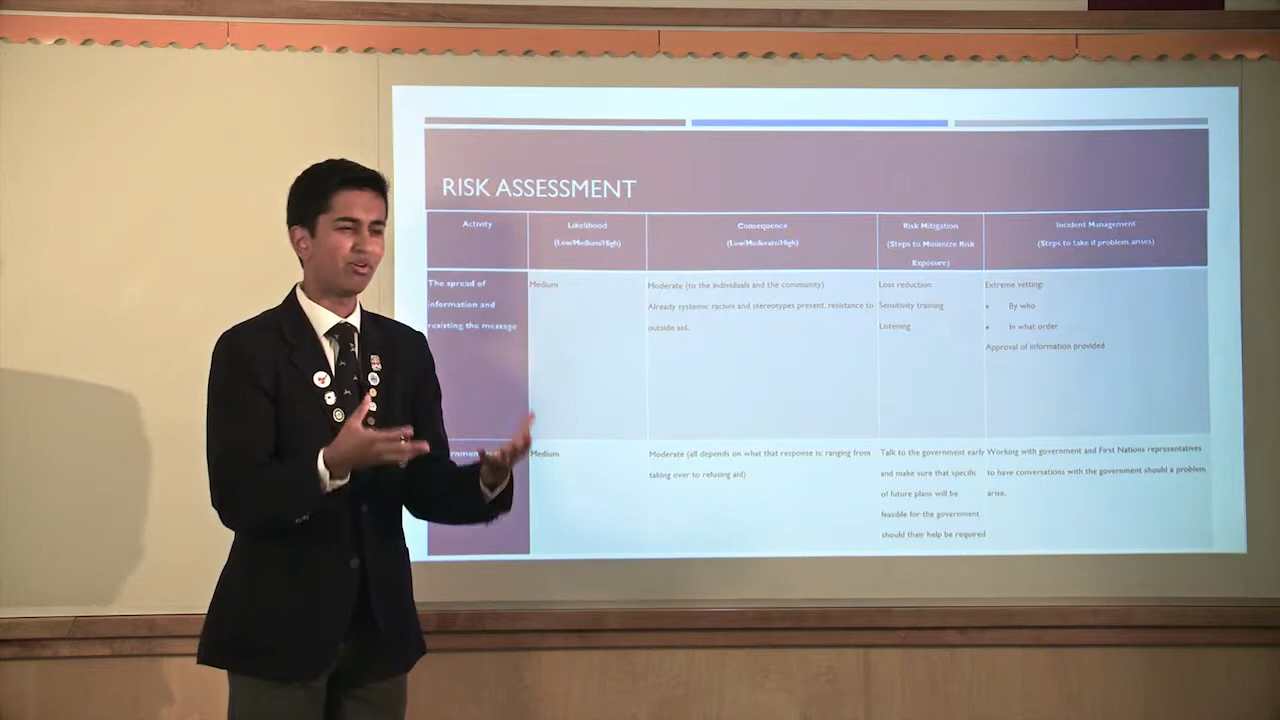 RISK ASSESSMENT
Activity
Likelihood
(Low/Medium/High)
Consequence
(Low/Moderate/High)
Risk Mitigation
(Steps to Minimize Risk
Exposure)
Incident Management
(Steps to take if problem arises)
The spread of
information and
resisting the message
Medium
Moderate (to the individuals and the community)
Already systemic racism and stereotypes present, resistance to
outside aid.
Loss reduction
Sensitivity training
Listening
Extreme vetting:
• By who
• In what order
Approval of information provided
Medium
Moderate (all depends on what that response is: ranging from
taking over to refusing aid)
Talk to the government early
and make sure that specific
of future plans will be
feasible for the government
should their help be required
Working with government and First Nations representatives
to have conversations with the government should a problem
arise.